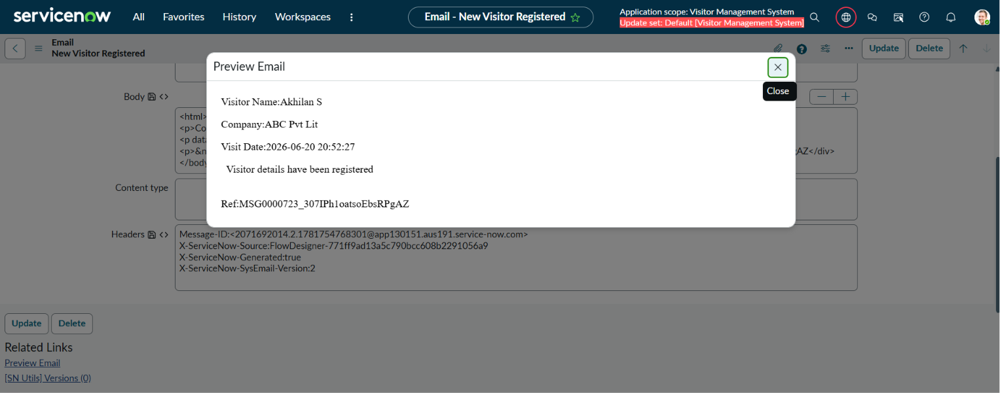 servicenow All Favorites History Workspaces Email - New Visitor Registered Application scope: Visitor Management System
Update set: Default [Visitor Management System]
Email
New Visitor Registered
Update Delete
Preview Email
Close
Visitor Name:Akhilan S
Company:ABC Pvt Lit
Visit Date:2026-06-20 20:52:27
Visitor details have been registered
Ref:MSG0000723_307IPh1oatsoEbsRPgAZ
Body
<html>
<p>Co
<p dat
<p>&n gAZ</div>
</body
Content type
Headers
Message-ID:<2071692014.2.1781754768301@app130151.aus191.service-now.com>
X-ServiceNow-Source:FlowDesigner-771ff9ad13a5c790bcc608b2291056a9
X-ServiceNow-Generated:true
X-ServiceNow-SysEmail-Version:2
Update Delete
Related Links
Preview Email
[SN Utils] Versions (0)